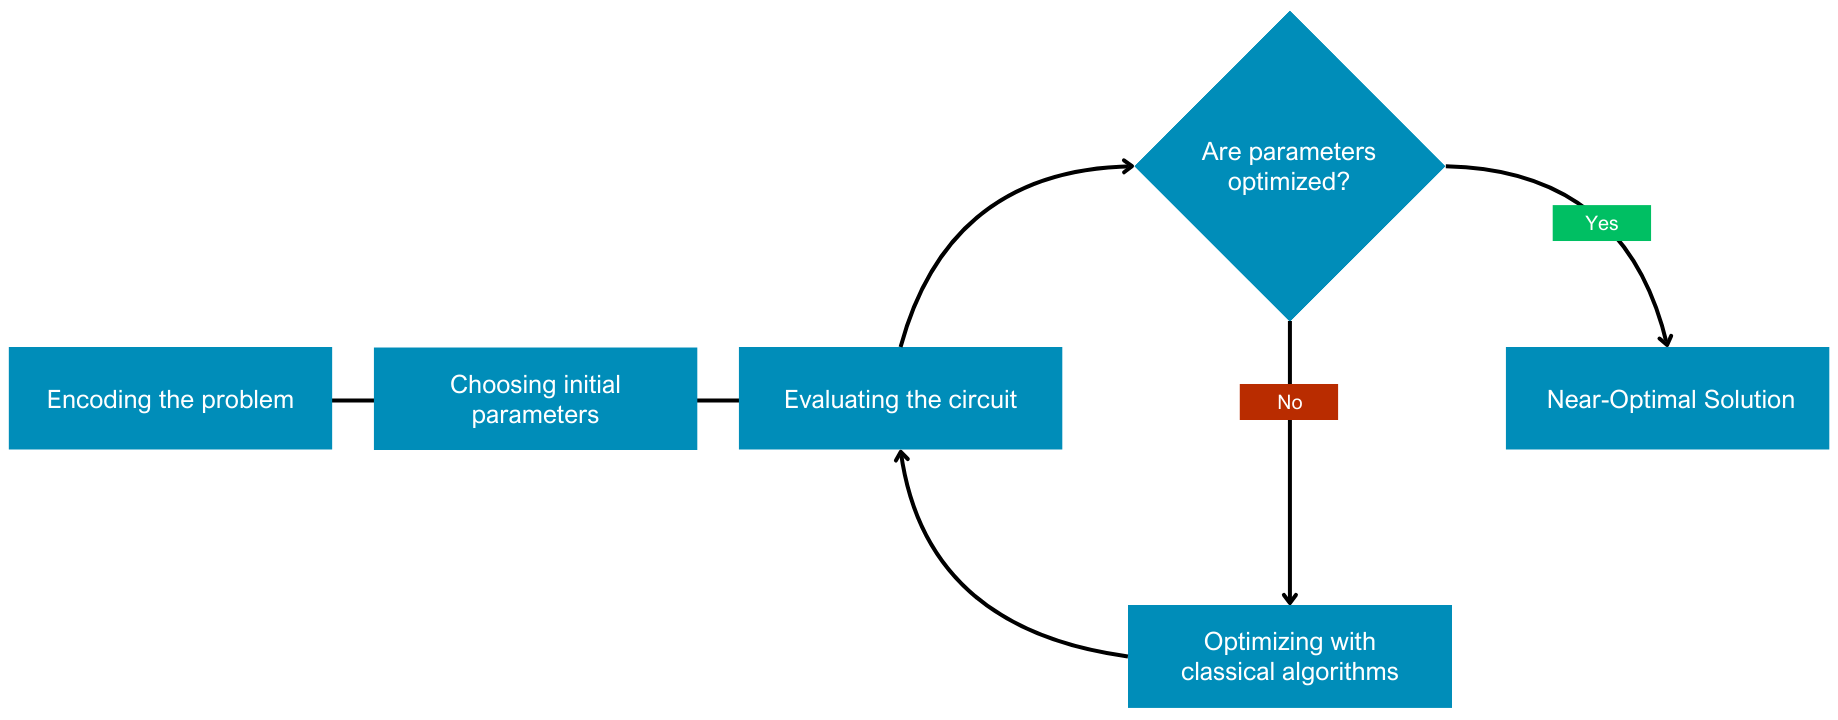 Are parameters
optimized?
Yes
Encoding the problem
Choosing initial
parameters
Evaluating the circuit
No
Near-Optimal Solution
Optimizing with
classical algorithms